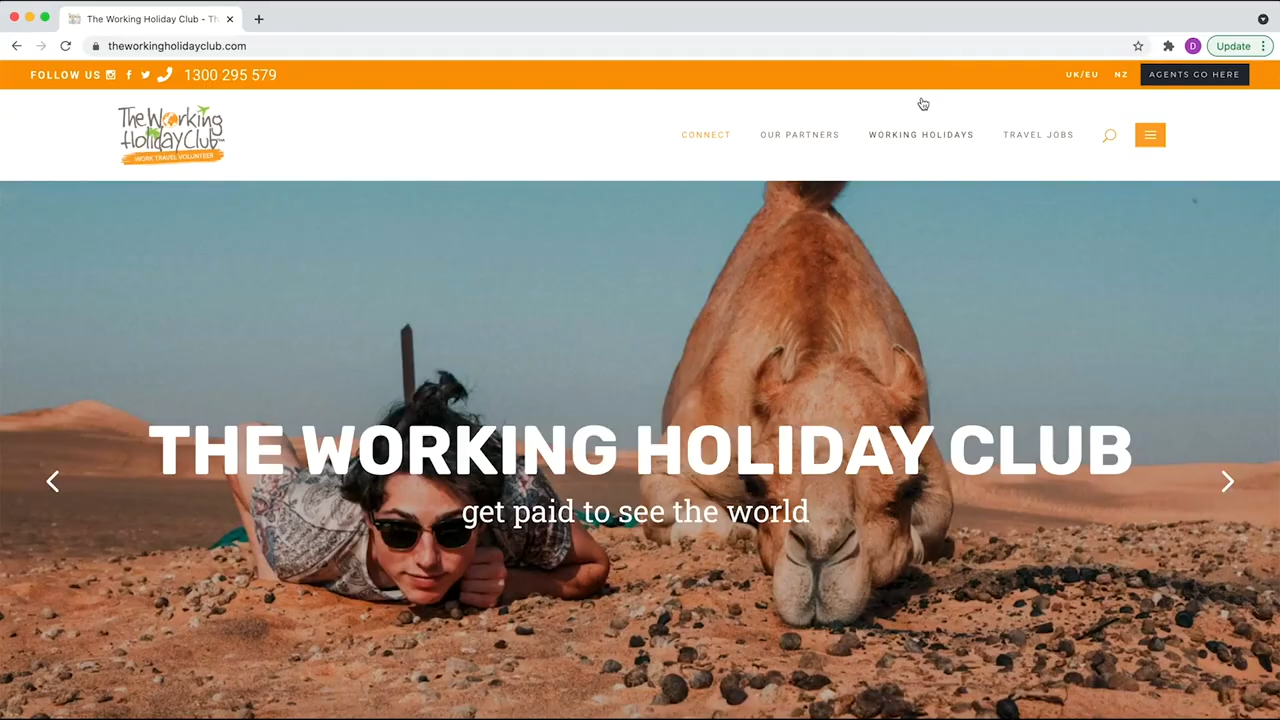 The Working Holiday Club - Th
theworkingholidayclub.com
Update
FOLLOW US
1300 295 579
UK/EU
NZ
AGENTS GO HERE
The Working
Holiday Club
WORK TRAVEL VOLUNTEER
CONNECT
OUR PARTNERS
WORKING HOLIDAYS
TRAVEL JOBS
THE WORKING HOLIDAY CLUB
get paid to see the world